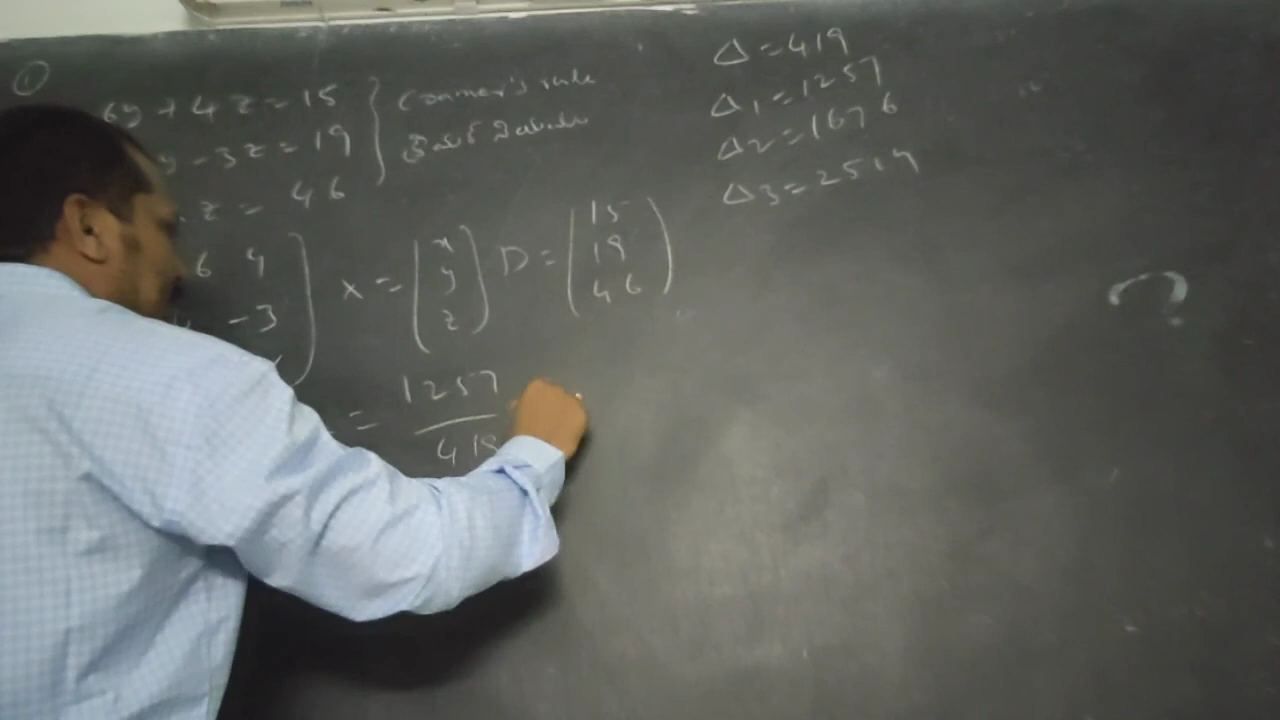 ①
6y + 4z = 15
y - 3z = 19
z = 46
Cramer's rule
6 4
-3
x = (x y z) D = (15 19 46)
= 1257 / 419
Δ = 419
Δ1 = 1257
Δ2 = 1676
Δ3 = 2514
?